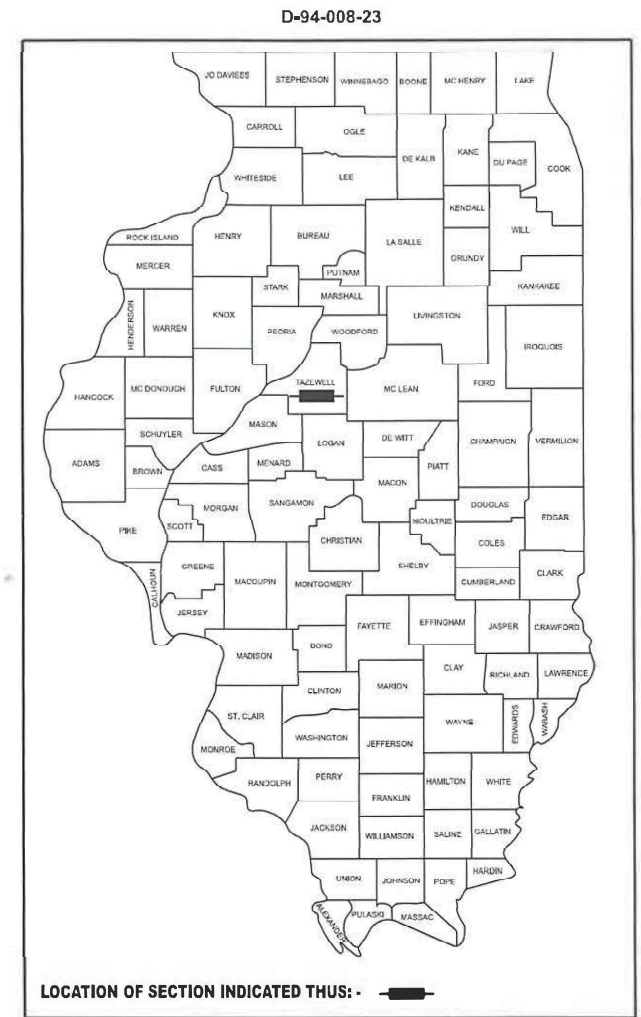 D-94-008-23
JO DAVIESS
STEPHENSON
WINNEBAGO
BOONE
MC HENRY
LAKE
CARROLL
OGLE
DE KALB
KANE
DU PAGE
COOK
WHITESIDE
LEE
KENDALL
ROCK ISLAND
HENRY
BUREAU
LA SALLE
WILL
MERCER
PUTNAM
GRUNDY
STARK
MARSHALL
KANKAKEE
HENDERSON
WARREN
KNOX
PEORIA
WOODFORD
LIVINGSTON
IROQUOIS
HANCOCK
MC DONOUGH
FULTON
TAZEWELL
MC LEAN
FORD
MASON
SCHUYLER
LOGAN
DE WITT
CHAMPAIGN
VERMILION
ADAMS
BROWN
CASS
MENARD
MACON
PIATT
PIKE
SCOTT
MORGAN
SANGAMON
MOULTRIE
DOUGLAS
EDGAR
CHRISTIAN
COLES
CALHOUN
GREENE
MACOUPIN
MONTGOMERY
SHELBY
CUMBERLAND
CLARK
JERSEY
FAYETTE
EFFINGHAM
JASPER
CRAWFORD
MADISON
BOND
CLAY
RICHLAND
LAWRENCE
CLINTON
MARION
ST. CLAIR
WAYNE
EDWARDS
WABASH
MONROE
WASHINGTON
JEFFERSON
RANDOLPH
PERRY
HAMILTON
WHITE
FRANKLIN
JACKSON
WILLIAMSON
SALINE
GALLATIN
UNION
JOHNSON
POPE
HARDIN
ALEXANDER
PULASKI
MASSAC
LOCATION OF SECTION INDICATED THUS: -